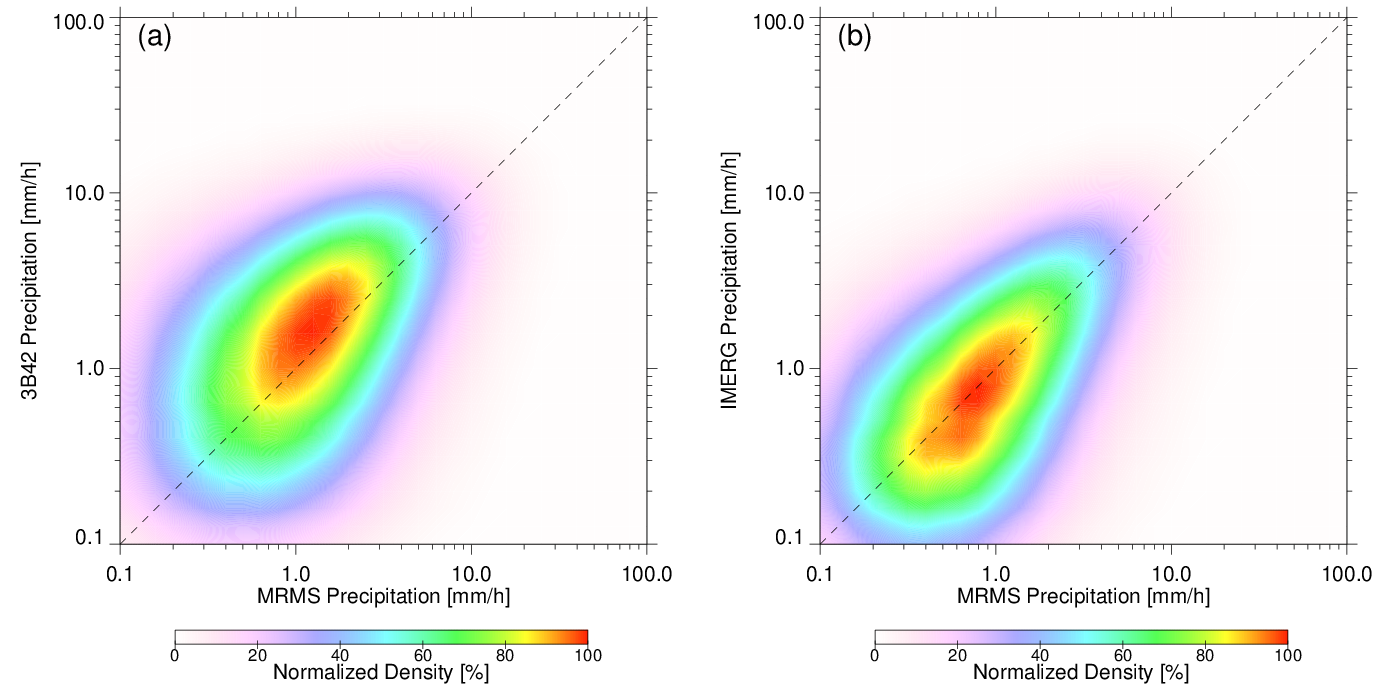 (a)
100.0
10.0
1.0
0.1
3B42 Precipitation [mm/h]
0.1 1.0 10.0 100.0
MRMS Precipitation [mm/h]
0 20 40 60 80 100
Normalized Density [%]
(b)
100.0
10.0
1.0
0.1
IMERG Precipitation [mm/h]
0.1 1.0 10.0 100.0
MRMS Precipitation [mm/h]
0 20 40 60 80 100
Normalized Density [%]